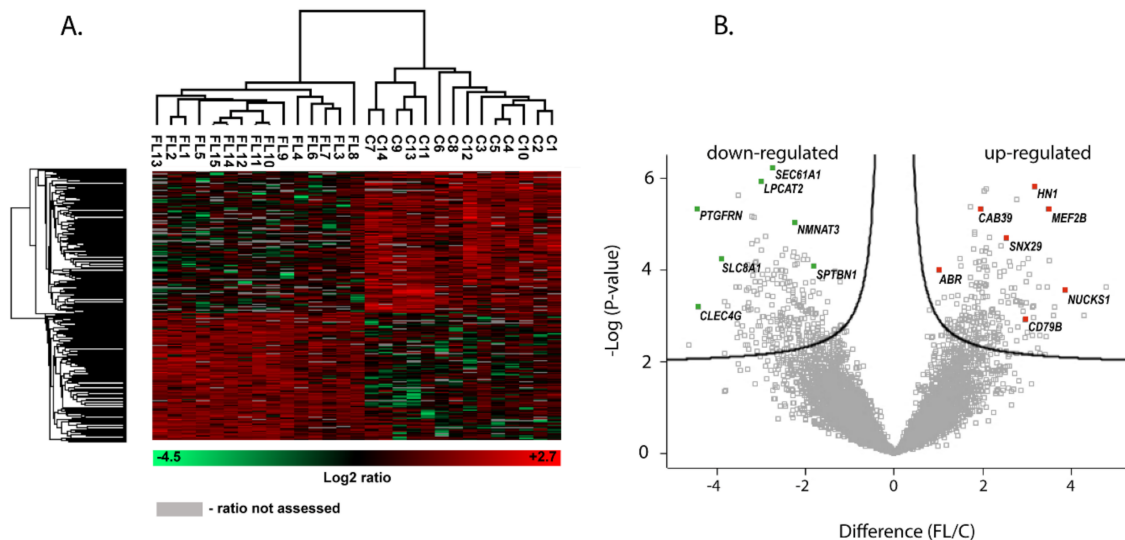 A.
FL13 FL2 FL1 FL5 FL15 FL14 FL12 FL11 FL10 FL9 FL4 FL6 FL7 FL3 FL8 C7 C14 C9 C13 C11 C6 C8 C12 C3 C5 C4 C10 C2 C1
-4.5 +2.7
Log2 ratio
- ratio not assessed
B.
down-regulated up-regulated
6
4
2
0
-Log (P-value)
SEC61A1
LPCAT2
PTGFRN
NMNAT3
SLC8A1
SPTBN1
CLEC4G
HN1
CAB39
MEF2B
SNX29
ABR
NUCKS1
CD79B
-4 -2 0 2 4
Difference (FL/C)